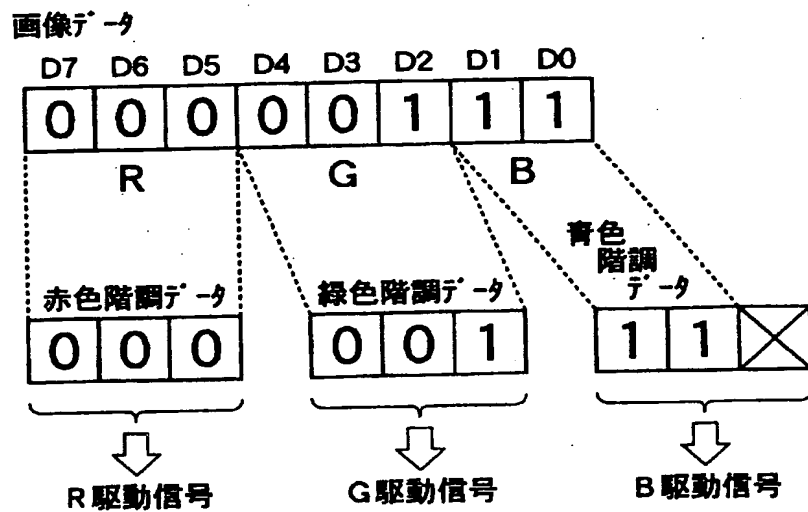 画像データ
D7 D6 D5 D4 D3 D2 D1 D0
0 0 0 0 0 1 1 1
R G B
青色
階調
データ
赤色階調データ 緑色階調データ
0 0 0 0 0 1 1 1
R駆動信号 G駆動信号 B駆動信号